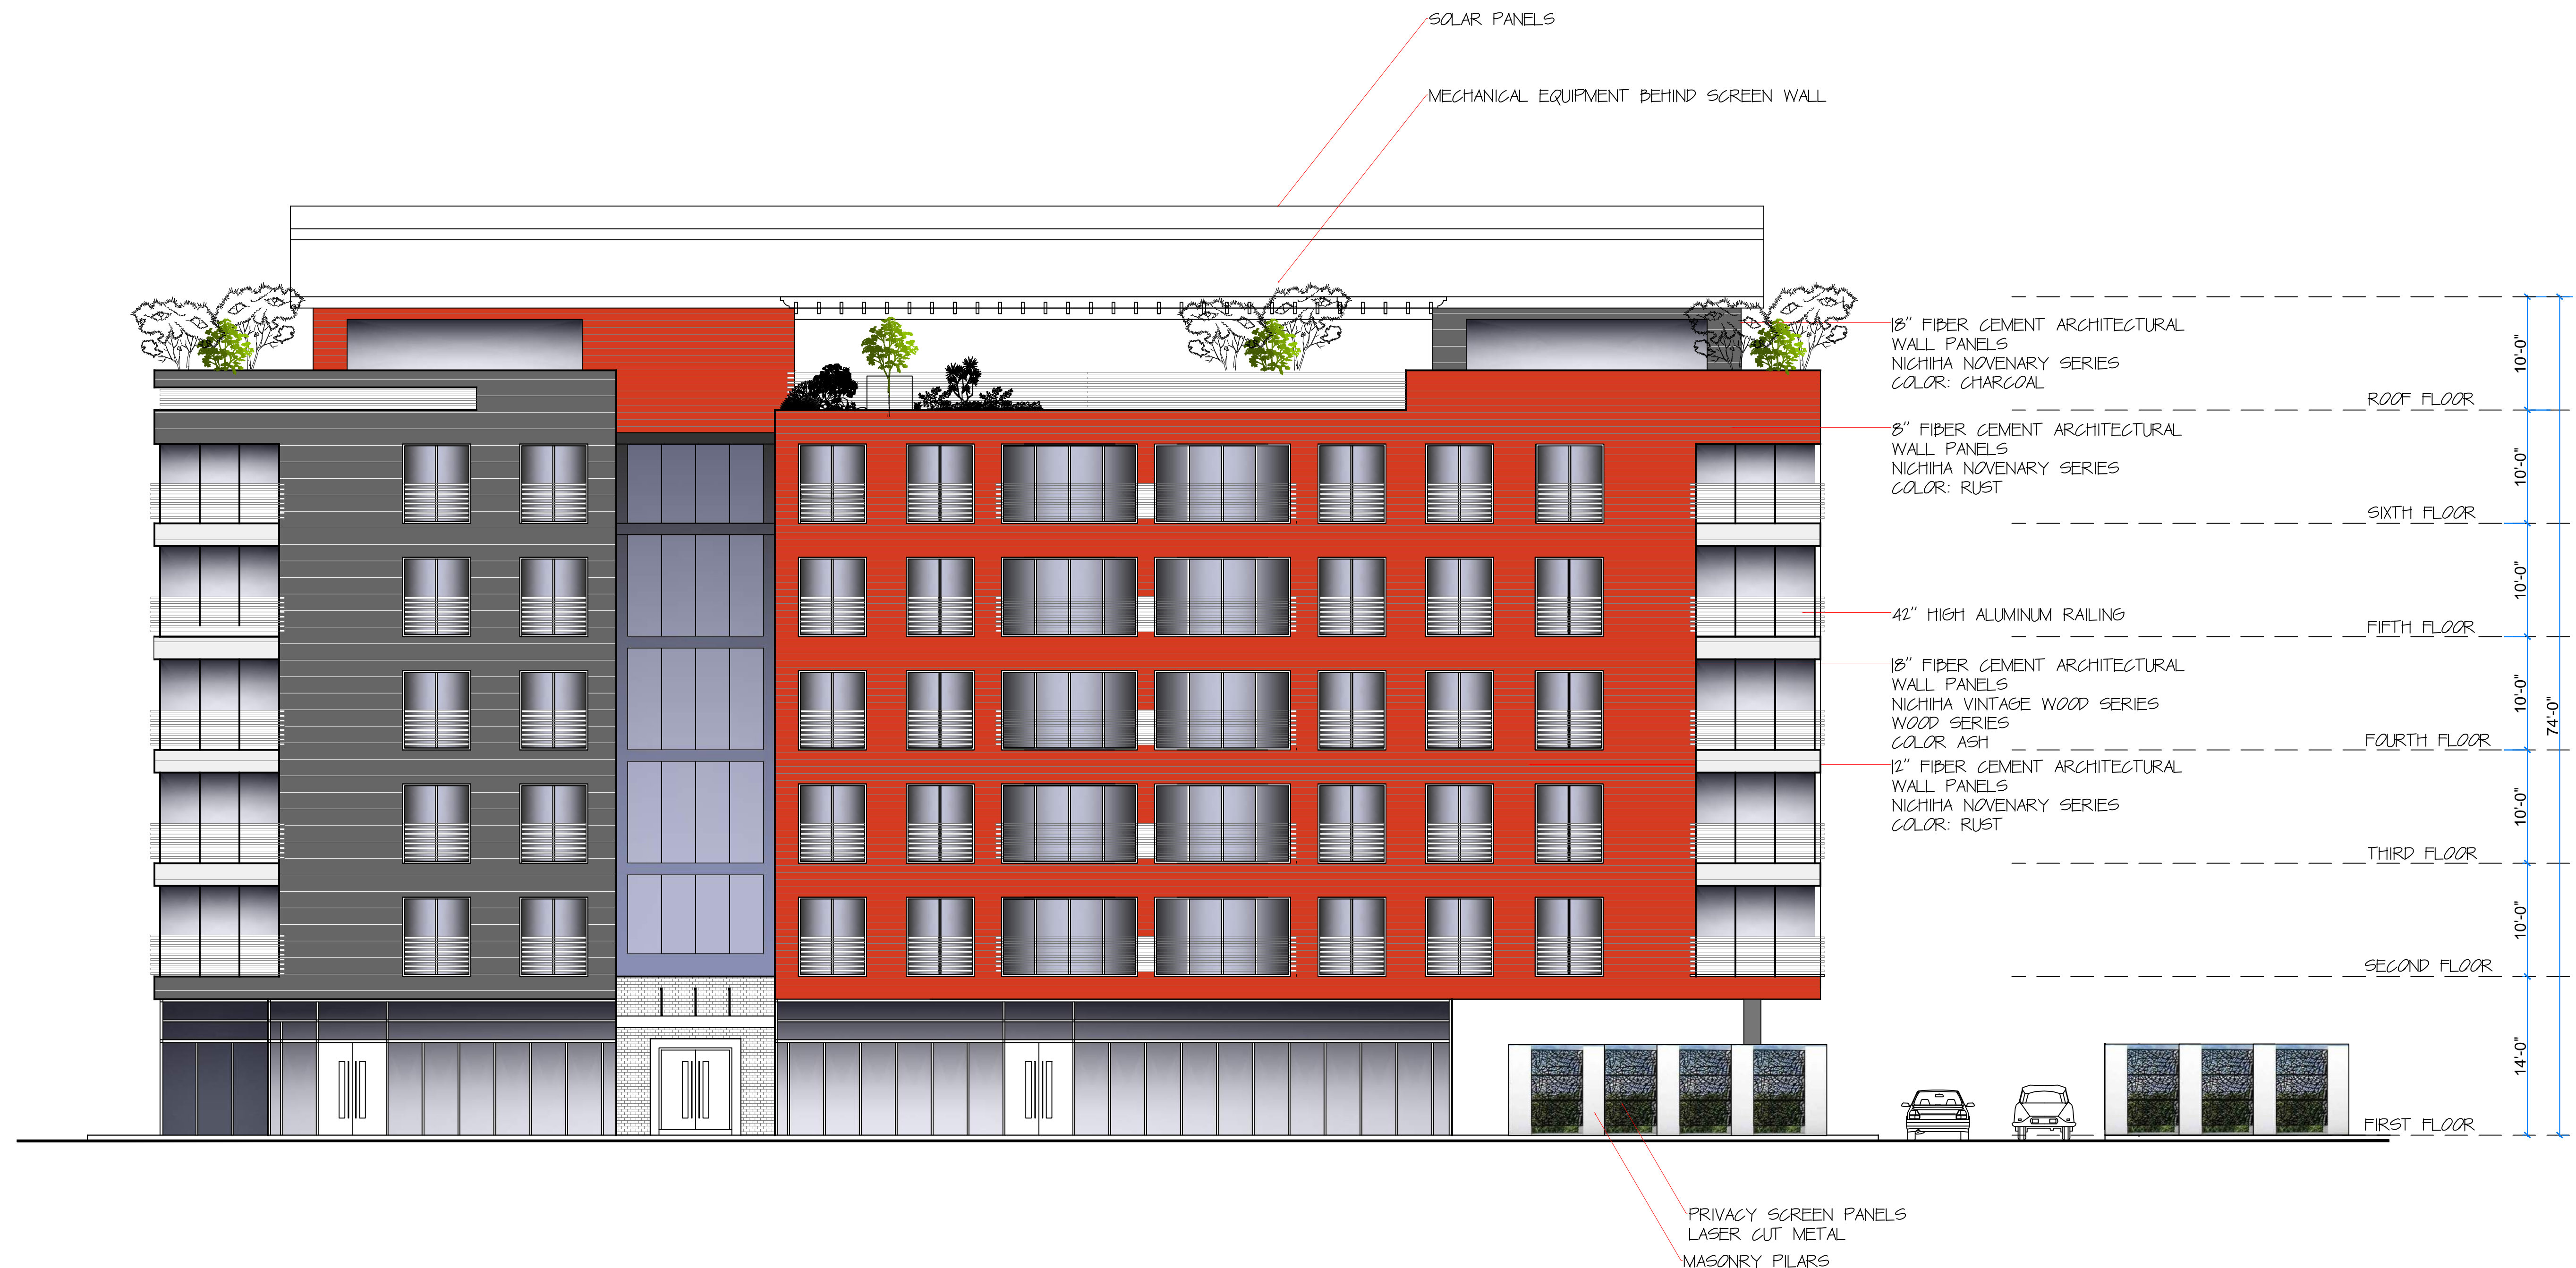 SOLAR PANELS
MECHANICAL EQUIPMENT BEHIND SCREEN WALL
18" FIBER CEMENT ARCHITECTURAL
WALL PANELS
NICHIHA NOVENARY SERIES
COLOR: CHARCOAL
10'-0"
ROOF FLOOR
8" FIBER CEMENT ARCHITECTURAL
WALL PANELS
NICHIHA NOVENARY SERIES
COLOR: RUST
10'-0"
SIXTH FLOOR
10'-0"
42" HIGH ALUMINUM RAILING
FIFTH FLOOR
18" FIBER CEMENT ARCHITECTURAL
WALL PANELS
NICHIHA VINTAGE WOOD SERIES
WOOD SERIES
COLOR ASH
10'-0"
74'-0"
FOURTH FLOOR
12" FIBER CEMENT ARCHITECTURAL
WALL PANELS
NICHIHA NOVENARY SERIES
COLOR: RUST
10'-0"
THIRD FLOOR
10'-0"
SECOND FLOOR
14'-0"
FIRST FLOOR
PRIVACY SCREEN PANELS
LASER CUT METAL
MASONRY PILARS